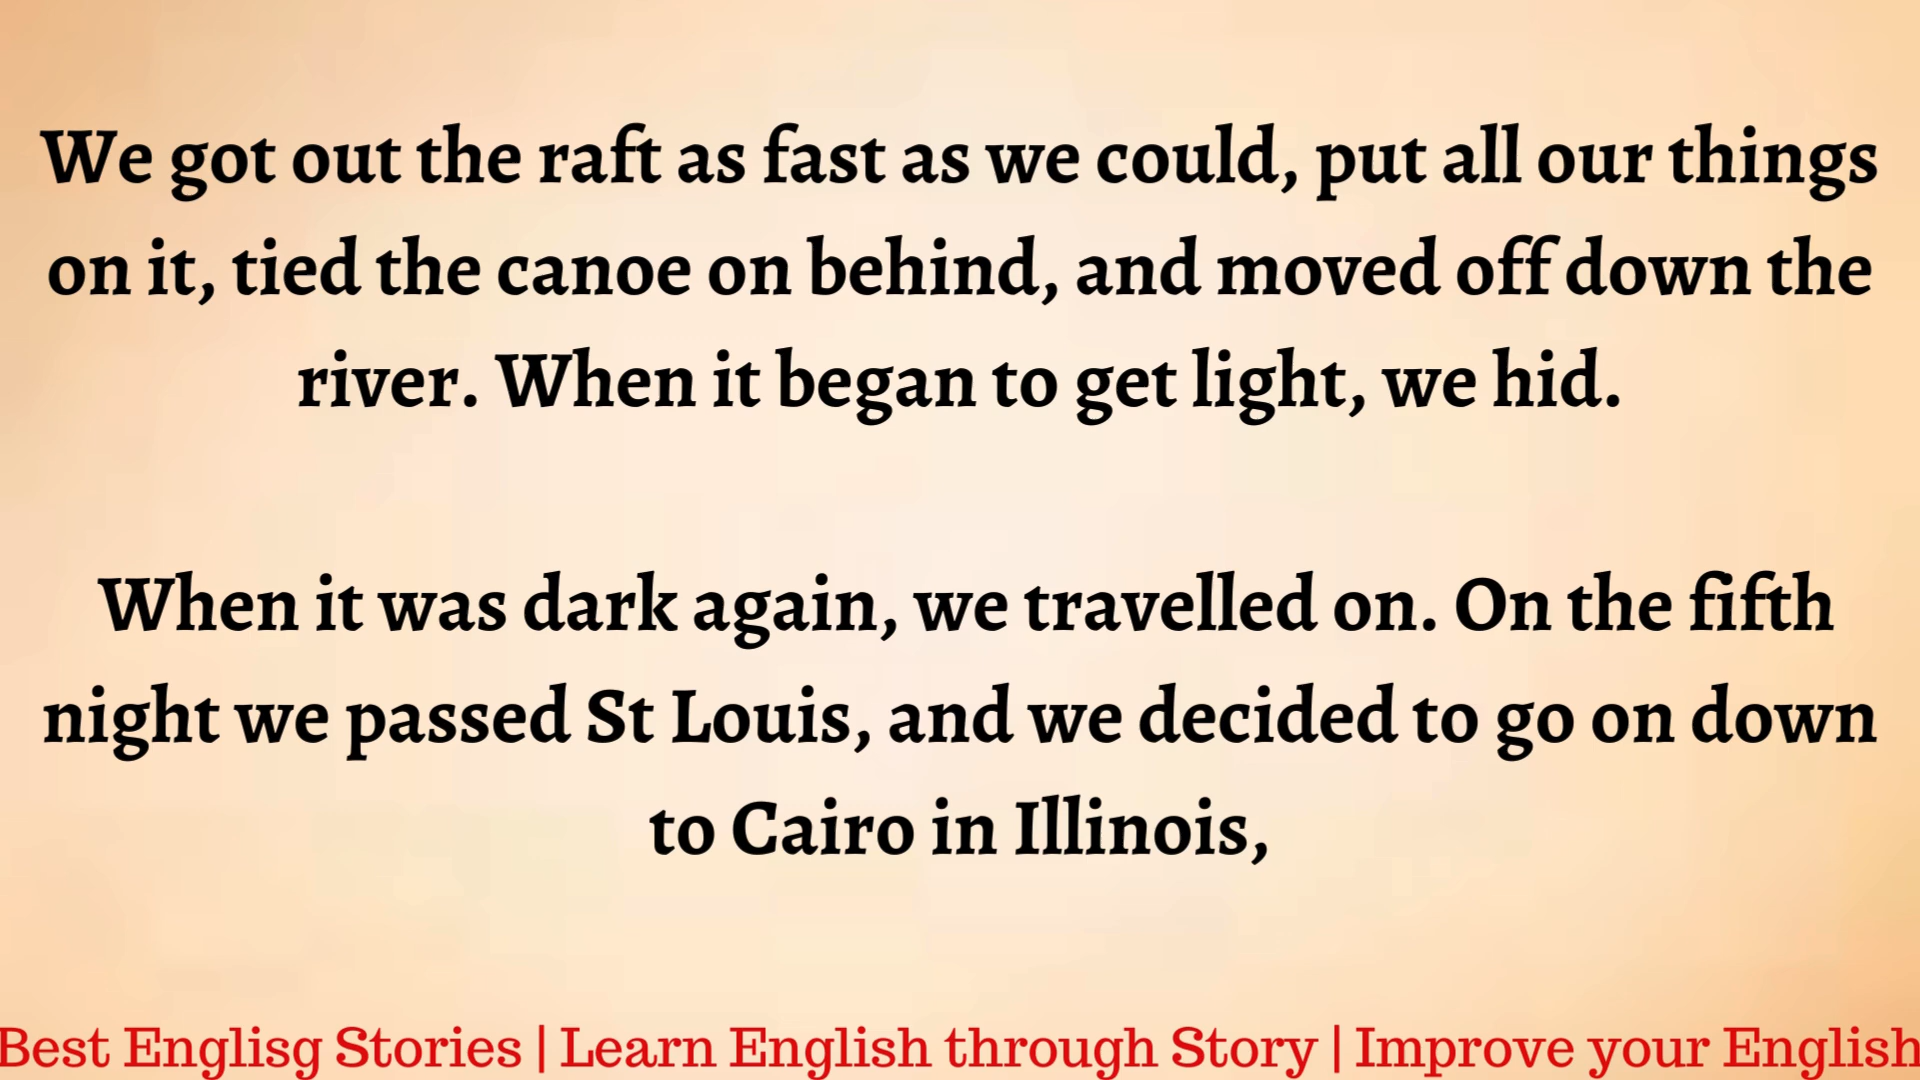 We got out the raft as fast as we could, put all our things
on it, tied the canoe on behind, and moved off down the
river. When it began to get light, we hid.
When it was dark again, we travelled on. On the fifth
night we passed St Louis, and we decided to go on down
to Cairo in Illinois,
Best Englisg Stories | Learn English through Story | Improve your English